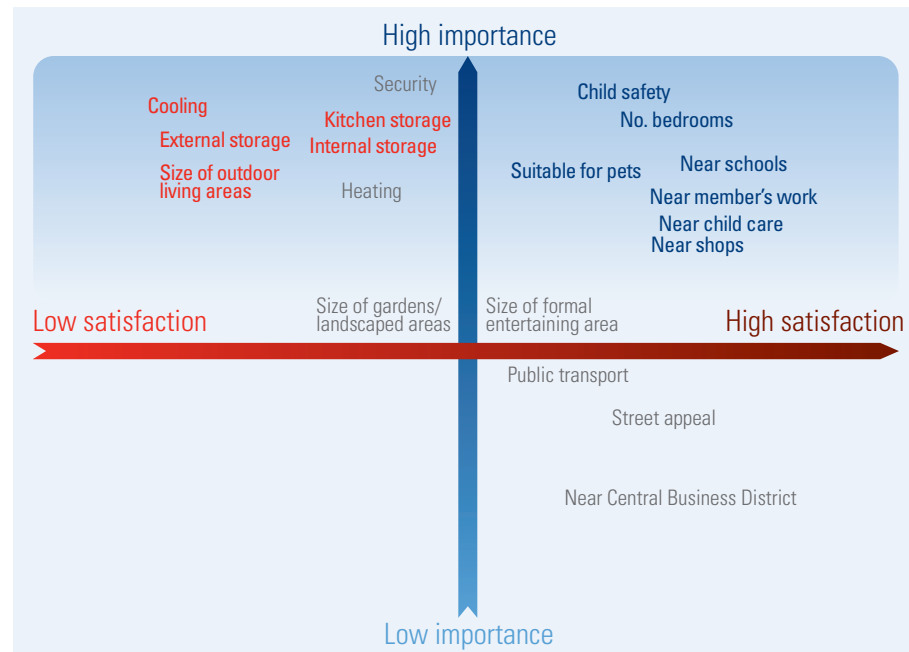 High importance
Security
Child safety
Cooling
Kitchen storage
No. bedrooms
External storage
Internal storage
Size of outdoor
living areas
Suitable for pets
Near schools
Heating
Near member’s work
Near child care
Near shops
Size of gardens/
landscaped areas
Size of formal
entertaining area
Low satisfaction
High satisfaction
Public transport
Street appeal
Near Central Business District
Low importance